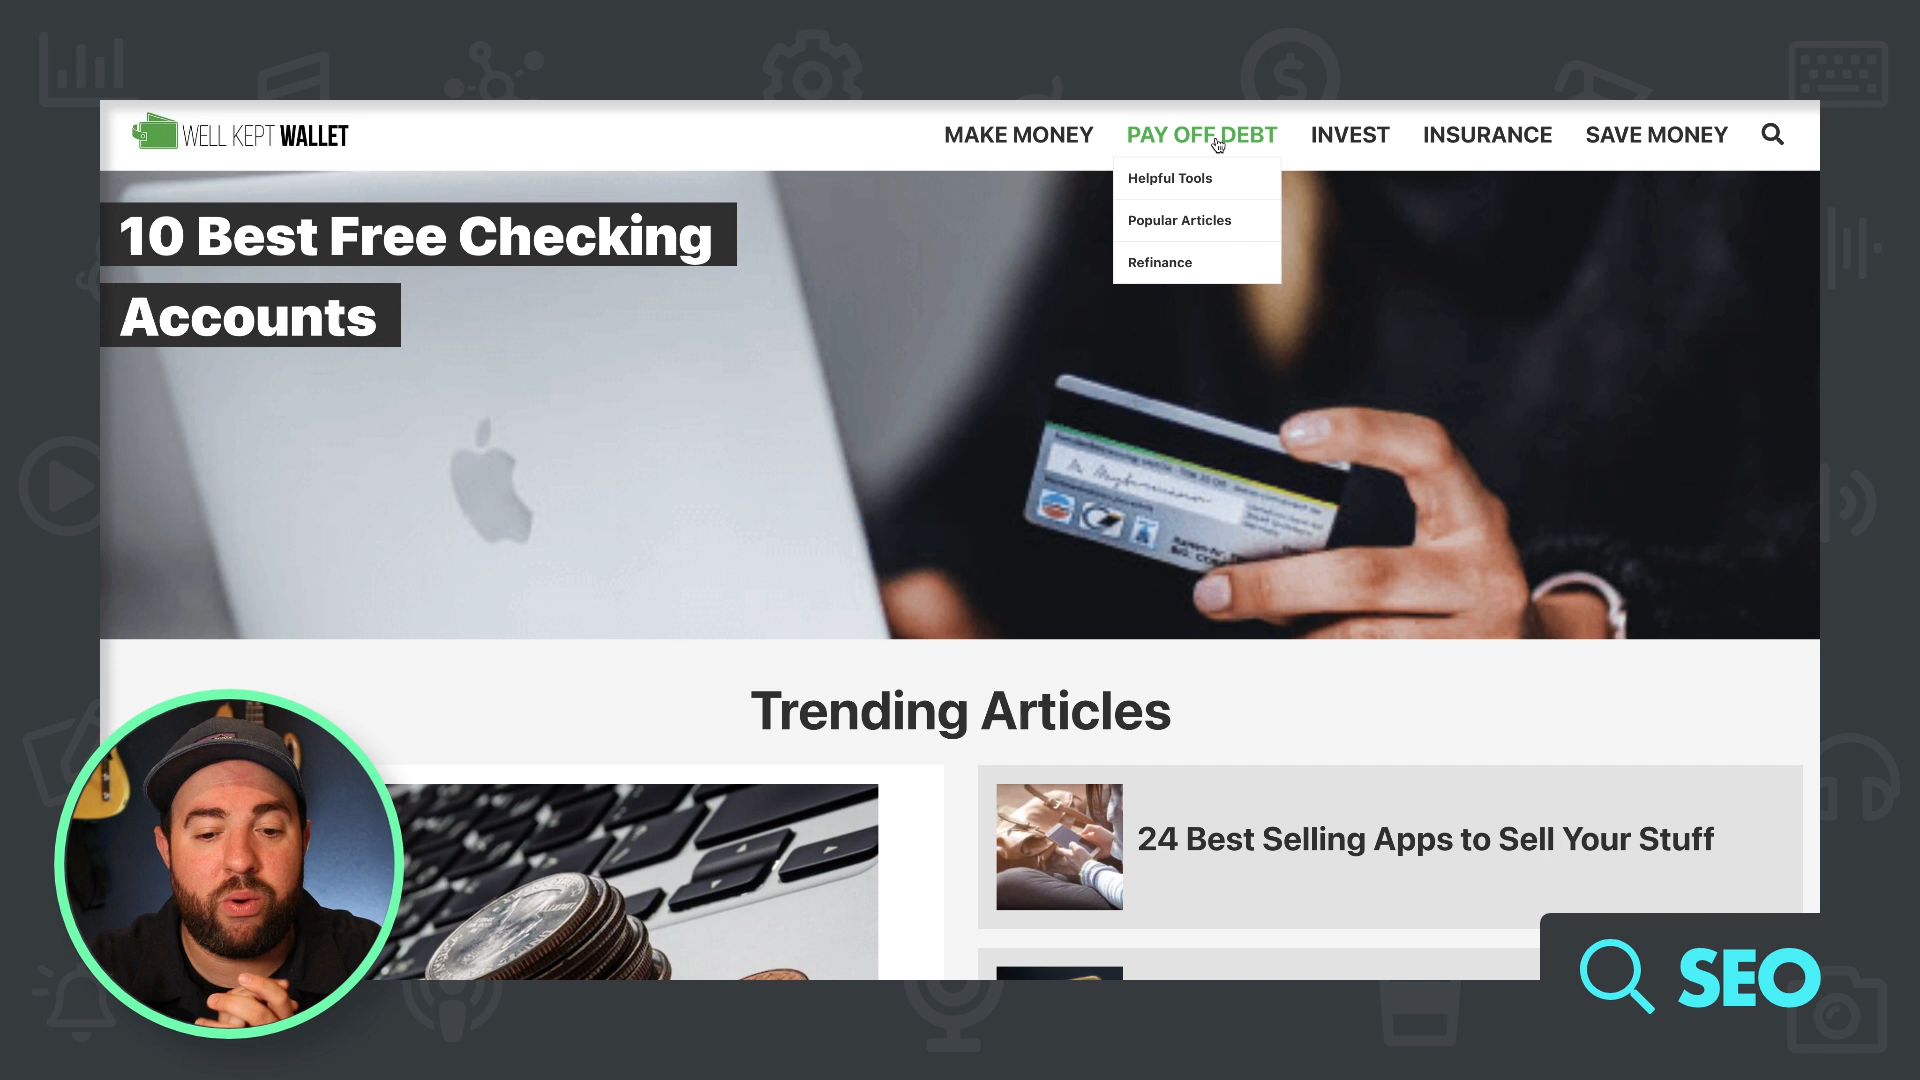 WELL KEPT WALLET
MAKE MONEY PAY OFF DEBT INVEST INSURANCE SAVE MONEY
Helpful Tools
Popular Articles
Refinance
10 Best Free Checking
Accounts
Trending Articles
24 Best Selling Apps to Sell Your Stuff
SEO